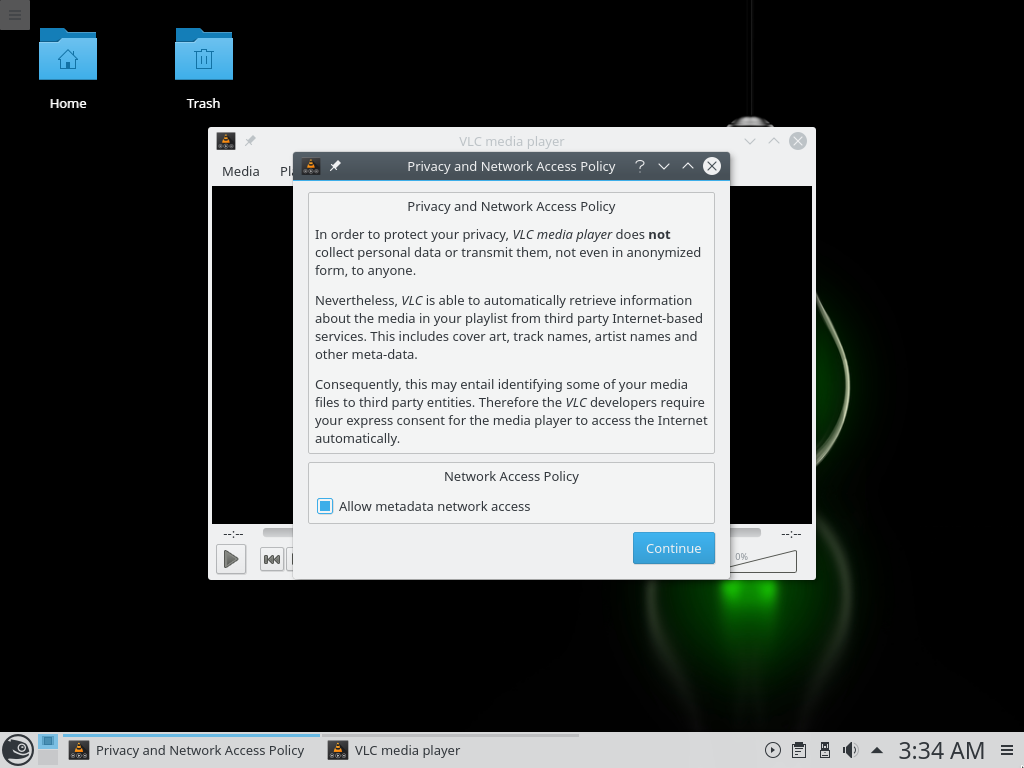 Home
Trash
VLC media player
Media
Privacy and Network Access Policy
Privacy and Network Access Policy
In order to protect your privacy, VLC media player does not
collect personal data or transmit them, not even in anonymized
form, to anyone.
Nevertheless, VLC is able to automatically retrieve information
about the media in your playlist from third party Internet-based
services. This includes cover art, track names, artist names and
other meta-data.
Consequently, this may entail identifying some of your media
files to third party entities. Therefore the VLC developers require
your express consent for the media player to access the Internet
automatically.
Network Access Policy
Allow metadata network access
--:-- --:--
Continue
0%
Privacy and Network Access Policy
VLC media player
3:34 AM